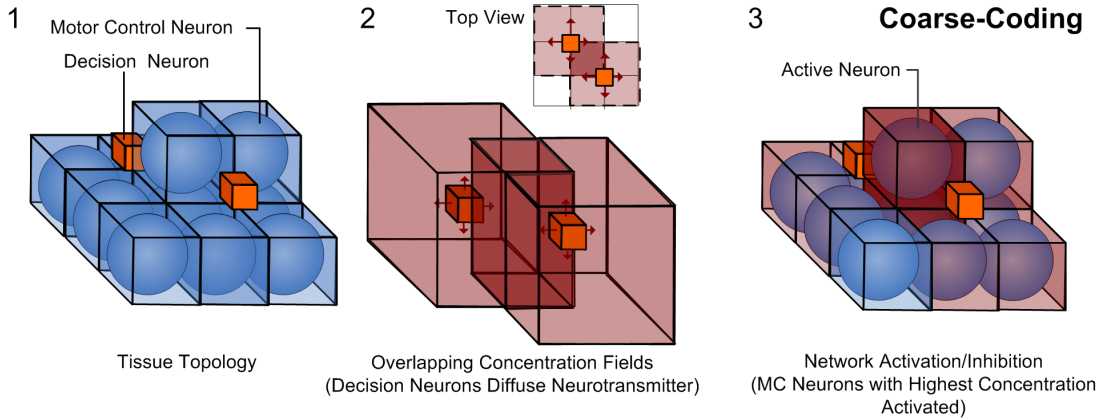 1
Motor Control Neuron
Decision Neuron
Tissue Topology
2
Top View
Overlapping Concentration Fields
(Decision Neurons Diffuse Neurotransmitter)
3
Coarse-Coding
Active Neuron
Network Activation/Inhibition
(MC Neurons with Highest Concentration
Activated)